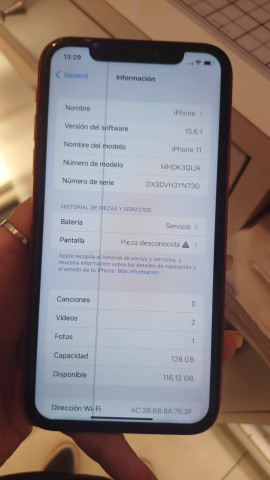 13:29
General
Información
Nombre iPhone
Versión del software 15.6.1
Nombre del modelo iPhone 11
Número de modelo MHDK3QL/A
Número de serie DX3DVH3YN73G
HISTORIAL DE PIEZAS Y SERVICIOS
Batería Servicio
Pantalla Pieza desconocida
Apple recopila el historial de piezas y servicios, y
muestra información sobre los detalles de reparación y
el estado de tu iPhone. Más información...
Canciones 0
Videos 2
Fotos 1
Capacidad 128 GB
Disponible 116,12 GB
Dirección Wi-Fi 4C:2B:B8:8A:75:3F